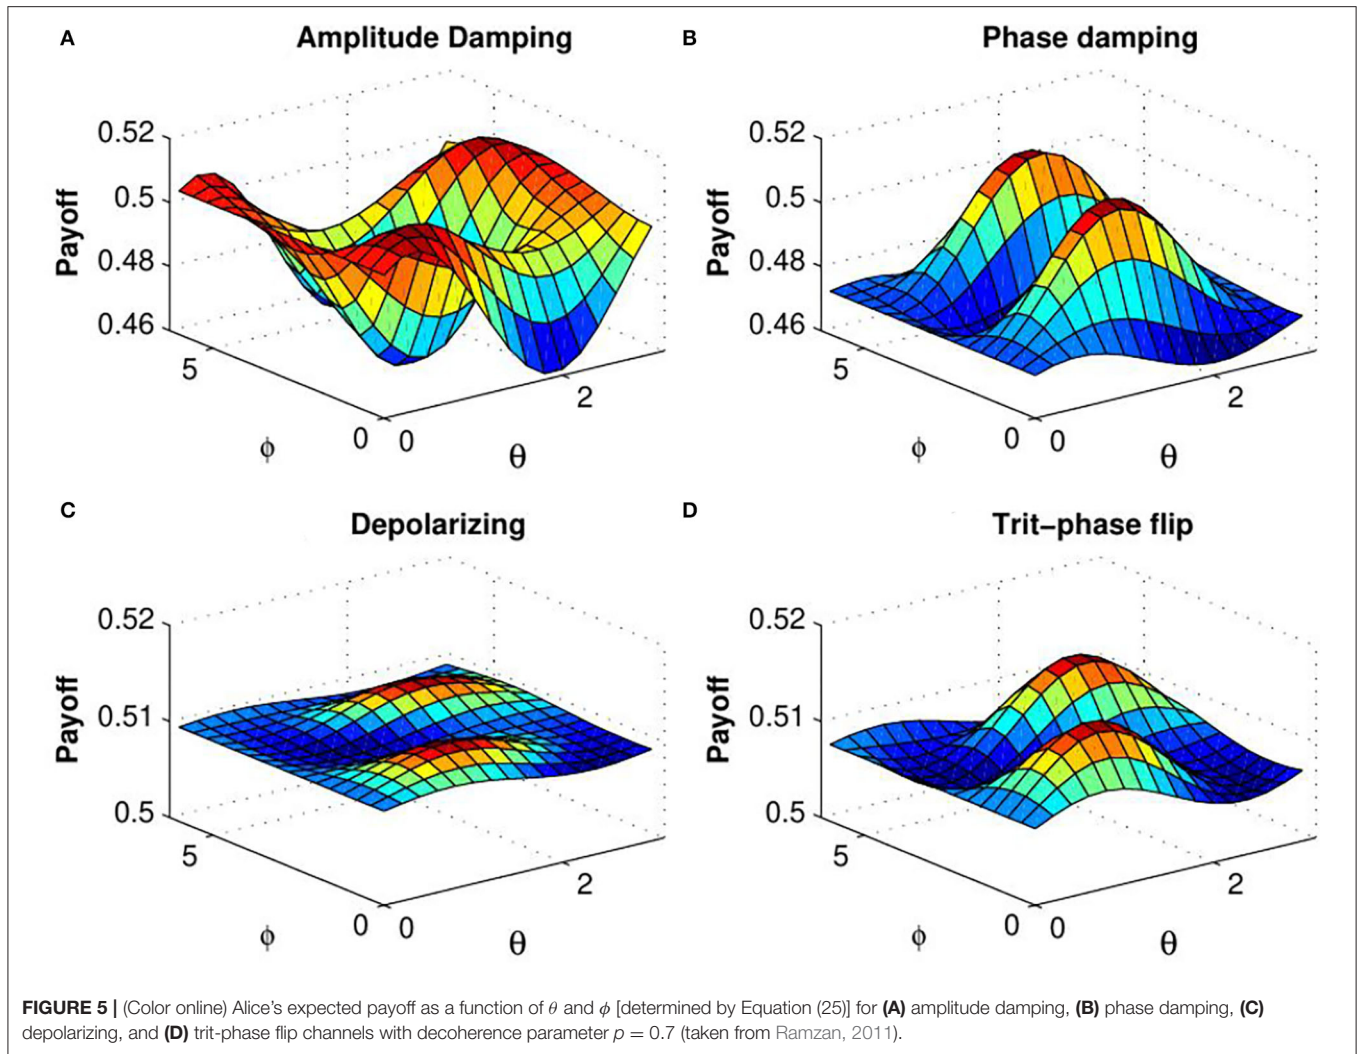 A
Amplitude Damping
0.52
0.5
0.48
0.46
Payoff
5
0
0
2
ϕ
θ
B
Phase damping
0.52
0.5
0.48
0.46
Payoff
5
0
0
2
ϕ
θ
C
Depolarizing
0.52
0.51
0.5
Payoff
5
0
0
2
ϕ
θ
D
Trit−phase flip
0.52
0.51
0.5
Payoff
5
0
0
2
ϕ
θ
FIGURE 5 | (Color online) Alice's expected payoff as a function of θ and ϕ [determined by Equation (25)] for (A) amplitude damping, (B) phase damping, (C)
depolarizing, and (D) trit-phase flip channels with decoherence parameter p = 0.7 (taken from Ramzan, 2011).